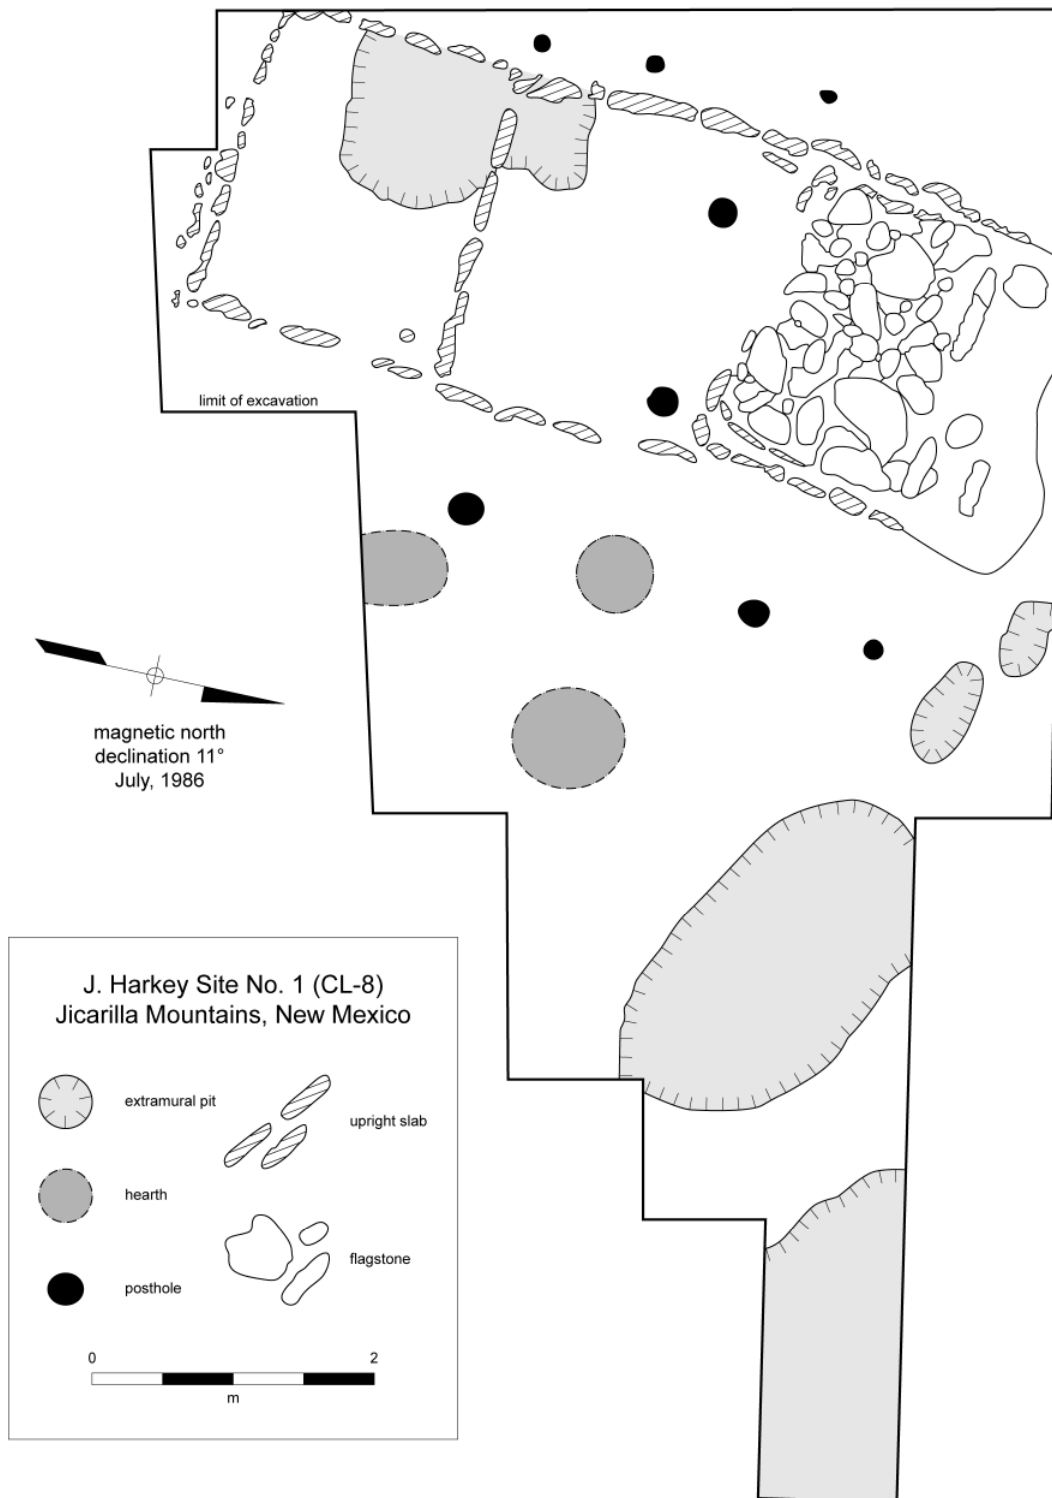 limit of excavation
magnetic north
declination 11°
July, 1986
J. Harkey Site No. 1 (CL-8)
Jicarilla Mountains, New Mexico
extramural pit
upright slab
hearth
flagstone
posthole
0 2
m